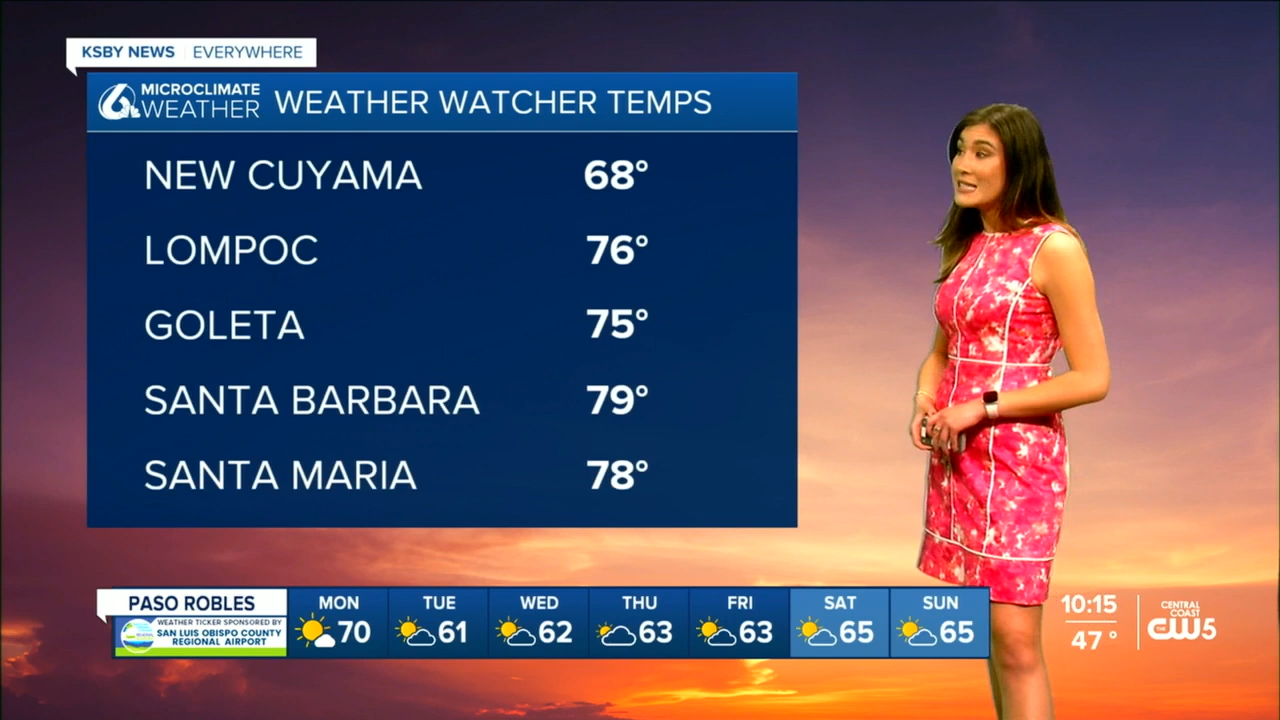 KSBY NEWS EVERYWHERE
6 MICROCLIMATE WEATHER WEATHER WATCHER TEMPS
NEW CUYAMA 68°
LOMPOC 76°
GOLETA 75°
SANTA BARBARA 79°
SANTA MARIA 78°
PASO ROBLES
WEATHER TICKER SPONSORED BY
SAN LUIS OBISPO COUNTY
REGIONAL AIRPORT
MON TUE WED THU FRI SAT SUN
70 61 62 63 63 65 65
10:15
47°
CENTRAL
COAST
THE CW5